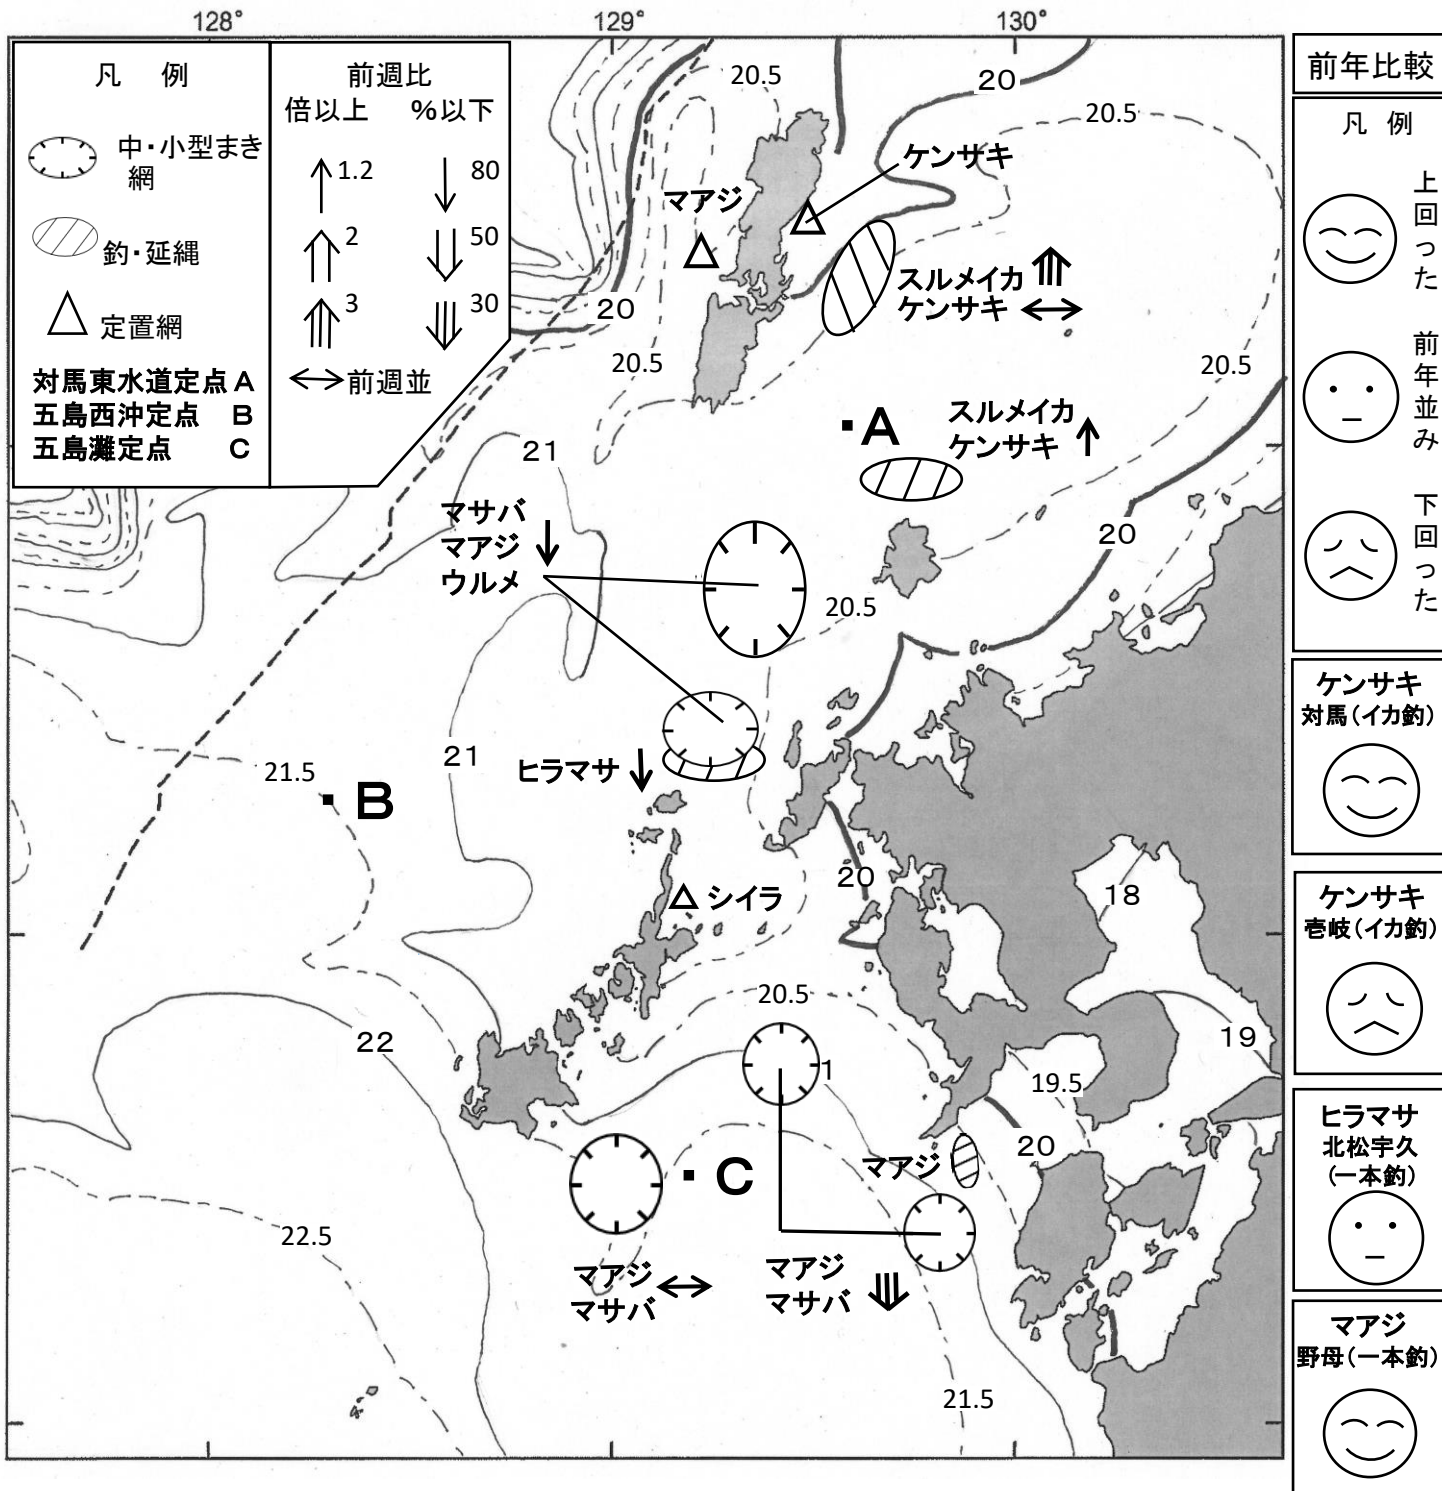 128°
129°
130°
凡 例
中・小型まき
網
釣・延縄
定置網
対馬東水道定点 A
五島西沖定点 B
五島灘定点 C
前週比
倍以上 %以下
1.2 80
2 50
3 30
前週並
前年比較
凡 例
上回った
前年並み
下回った
ケンサキ
対馬(イカ釣)
ケンサキ
壱岐(イカ釣)
ヒラマサ
北松宇久
(一本釣)
マアジ
野母(一本釣)
20.5
20
20.5
ケンサキ
マアジ
スルメイカ
ケンサキ
20
20.5
20.5
A
スルメイカ
ケンサキ
21
マサバ
マアジ
ウルメ
20
20.5
21
ヒラマサ
21.5
B
20
18
シイラ
20.5
22
19
1
19.5
20
マアジ
C
22.5
マアジ
マサバ
マアジ
マサバ
21.5